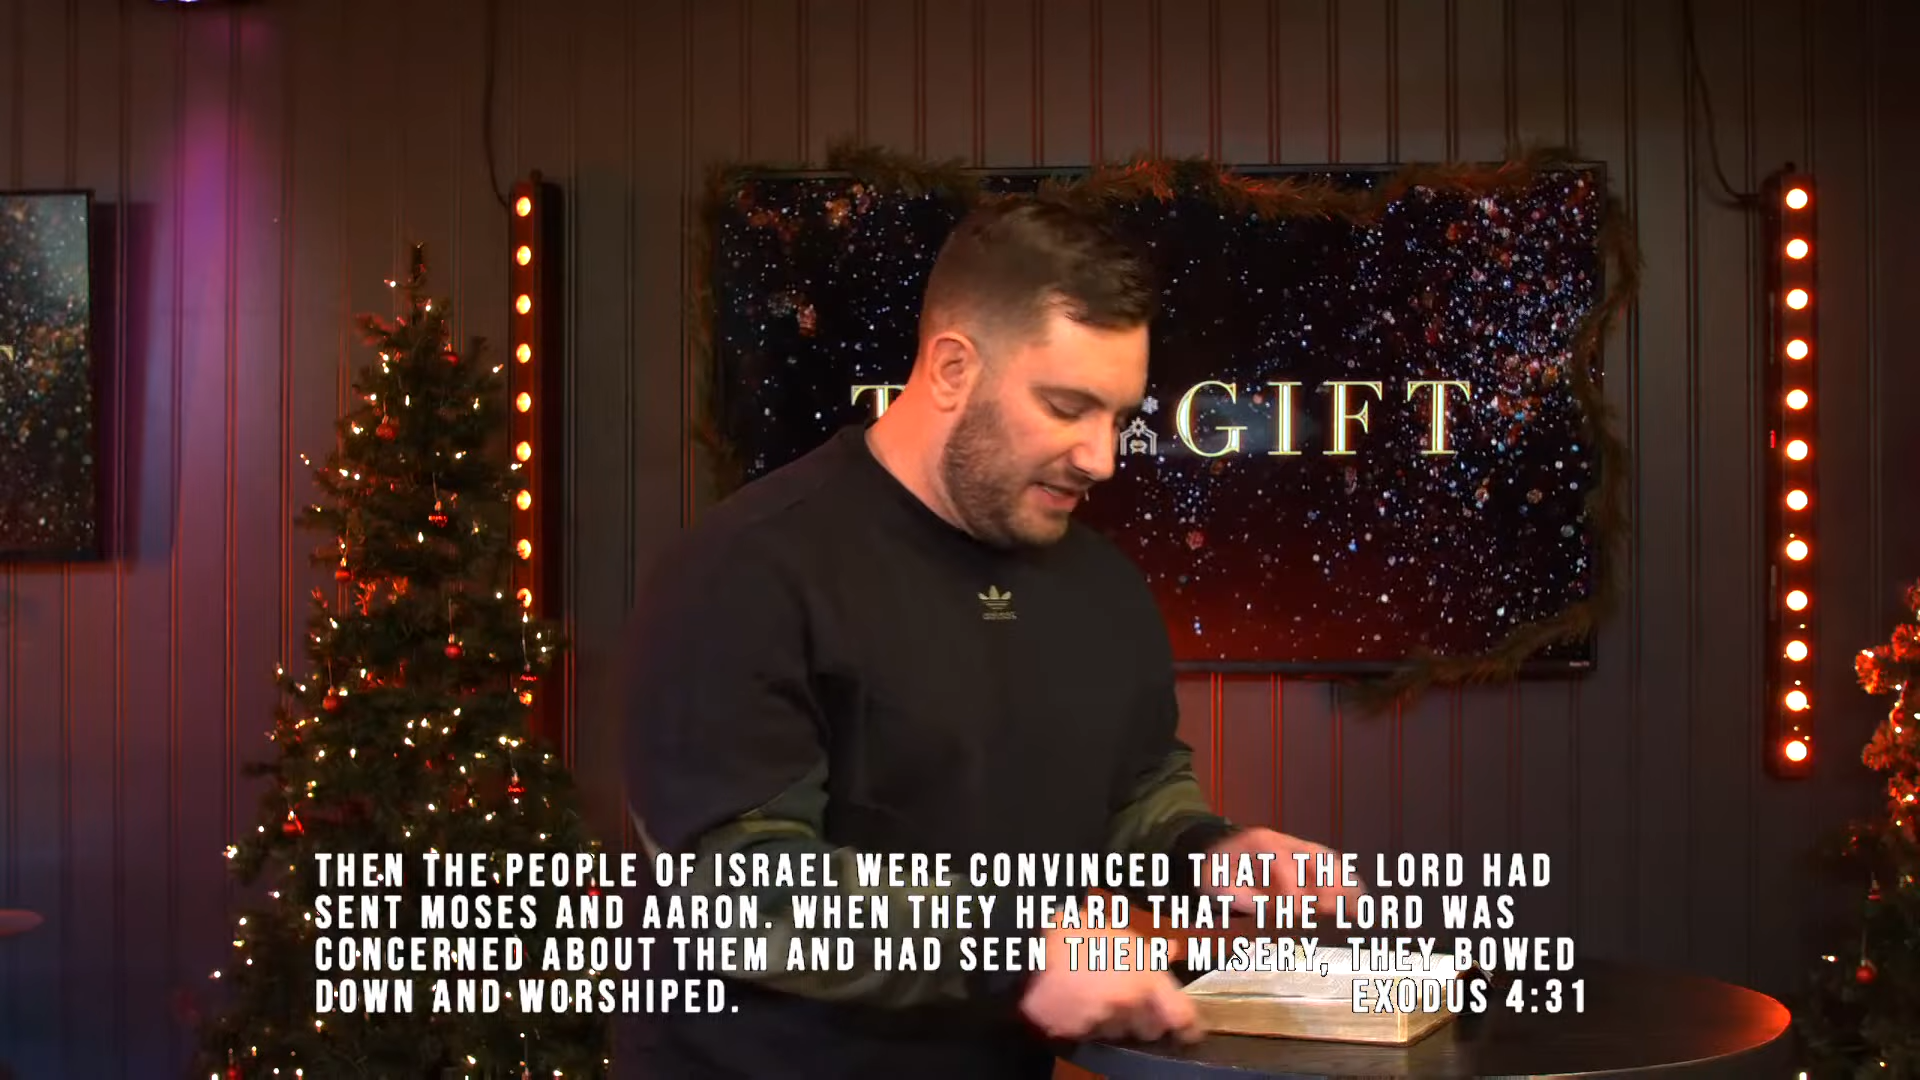 GIFT
THEN THE PEOPLE OF ISRAEL WERE CONVINCED THAT THE LORD HAD
SENT MOSES AND AARON. WHEN THEY HEARD THAT THE LORD WAS
CONCERNED ABOUT THEM AND HAD SEEN THEIR MISERY, THEY BOWED
DOWN AND WORSHIPED.
EXODUS 4:31